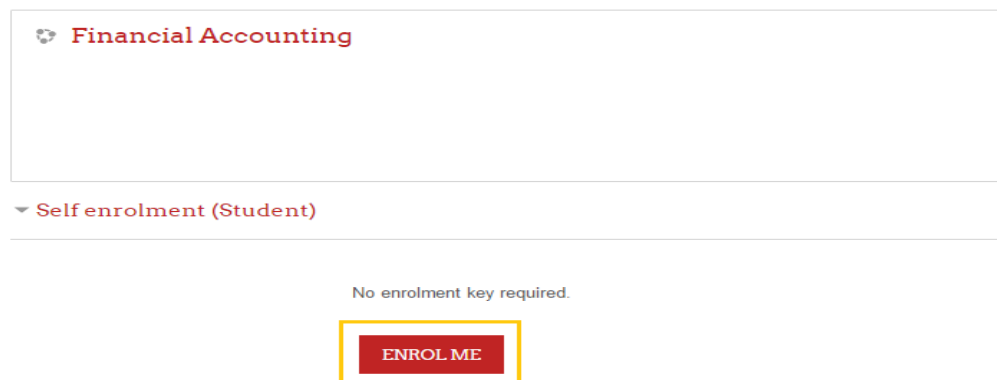 Financial Accounting
Self enrolment (Student)
No enrolment key required.
ENROL ME